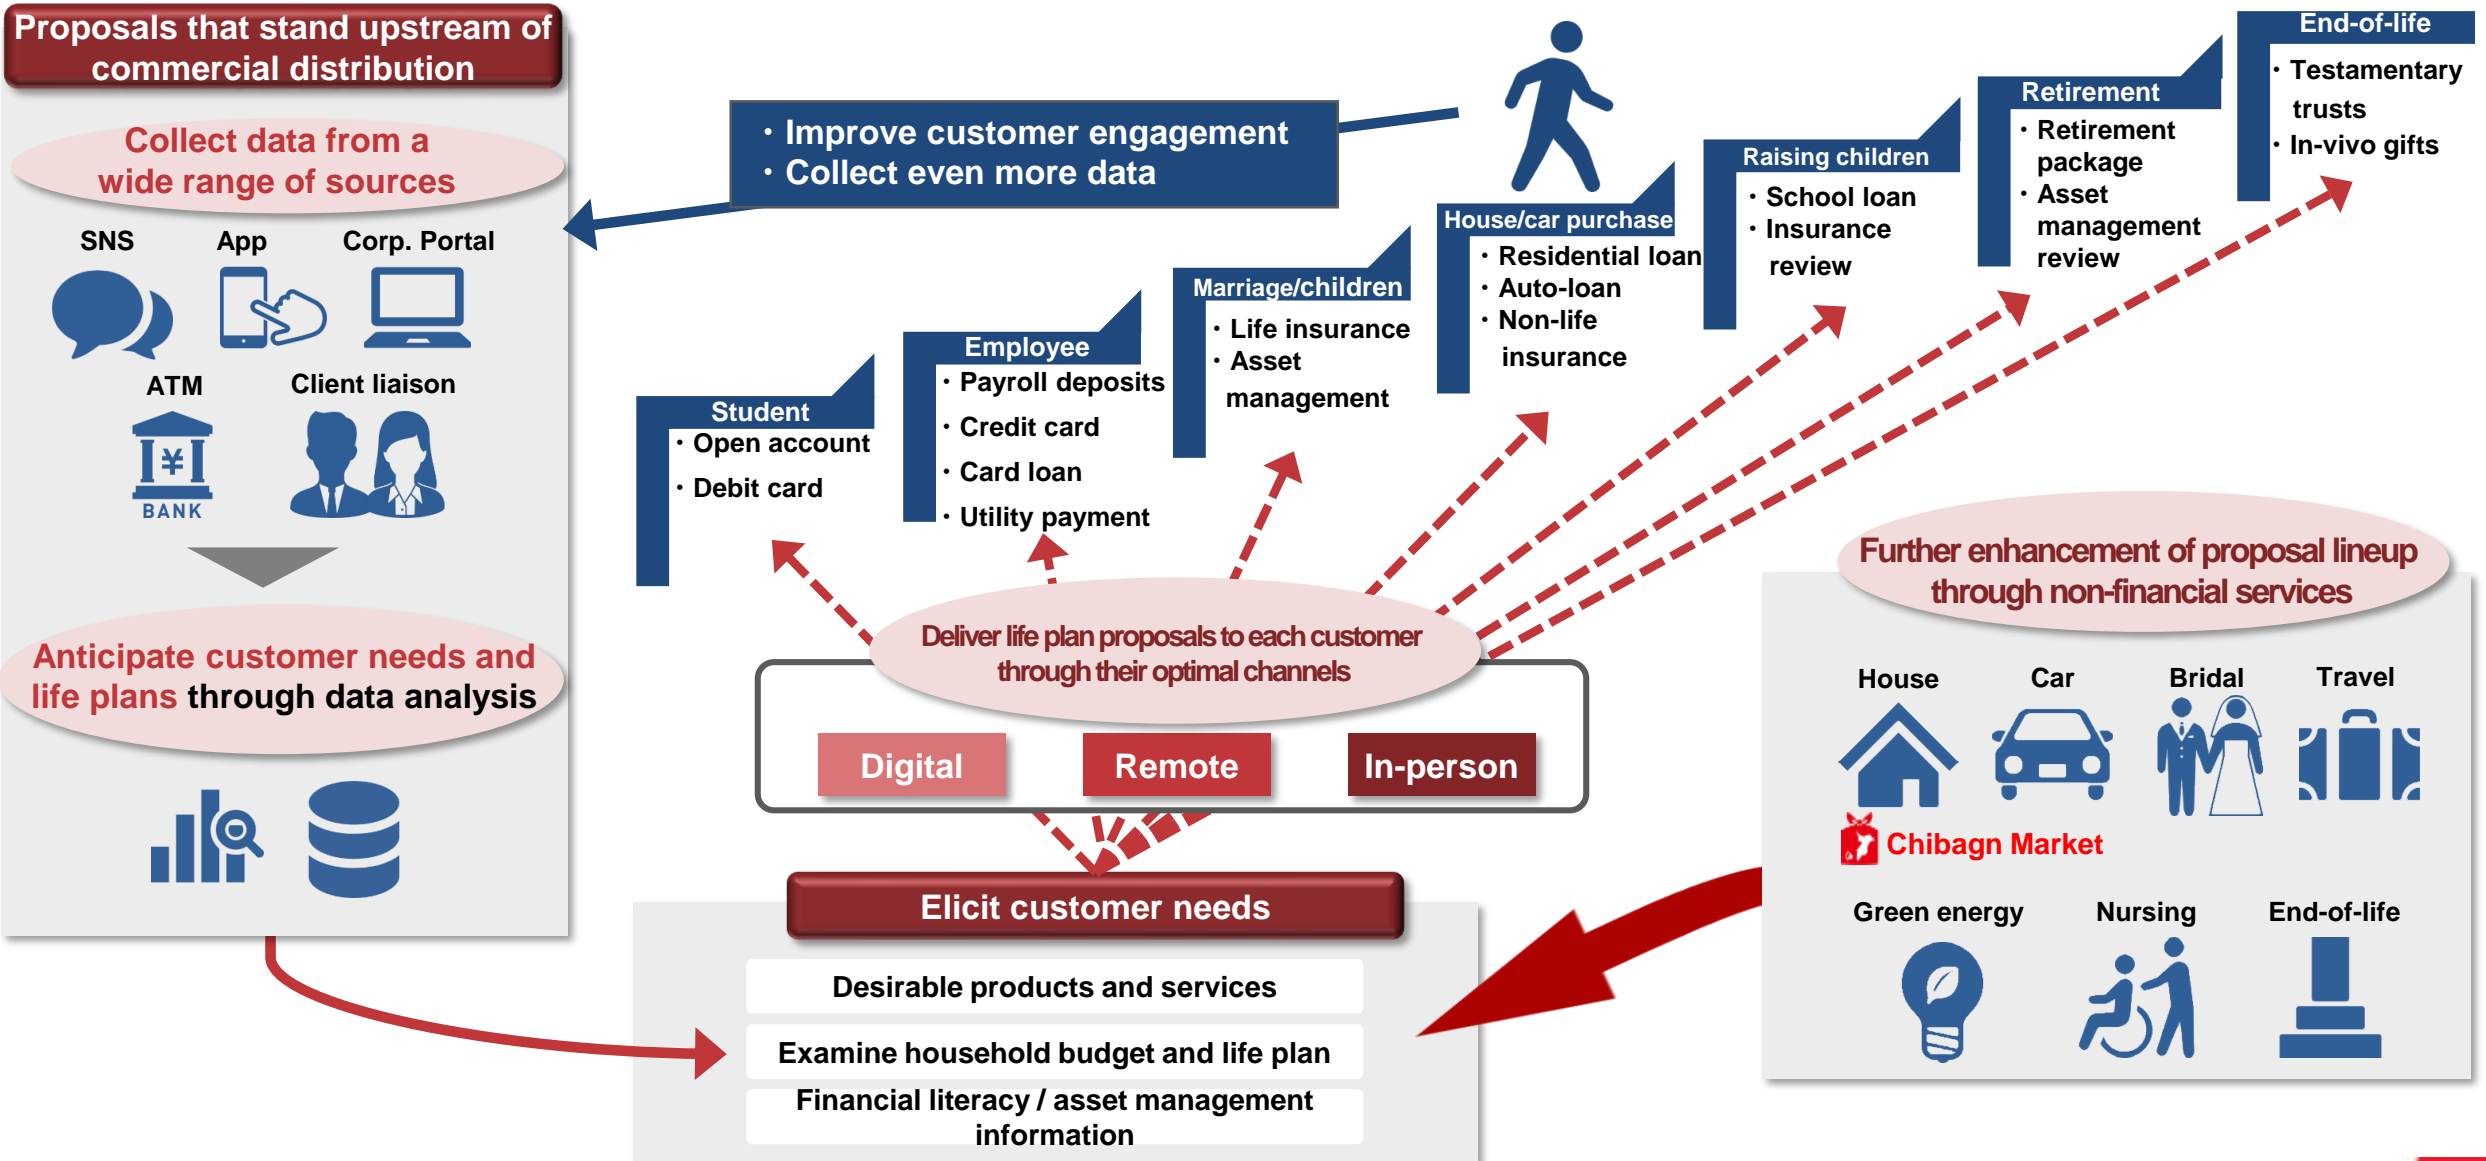 Proposals that stand upstream of
commercial distribution
Collect data from a
wide range of sources
SNS
App
Corp. Portal
ATM
Client liaison
¥
BANK
Anticipate customer needs and
life plans through data analysis
・Improve customer engagement
・Collect even more data
Student
・Open account
・Debit card
Employee
・Payroll deposits
・Credit card
・Card loan
・Utility payment
Marriage/children
・Life insurance
・Asset
management
House/car purchase
・Residential loan
・Auto-loan
・Non-life
insurance
Raising children
・School loan
・Insurance
review
Retirement
・Retirement
package
・Asset
management
review
End-of-life
・Testamentary
trusts
・In-vivo gifts
Deliver life plan proposals to each customer
through their optimal channels
Digital
Remote
In-person
Elicit customer needs
Desirable products and services
Examine household budget and life plan
Financial literacy / asset management
information
Further enhancement of proposal lineup
through non-financial services
House
Car
Bridal
Travel
Chibagn Market
Green energy
Nursing
End-of-life